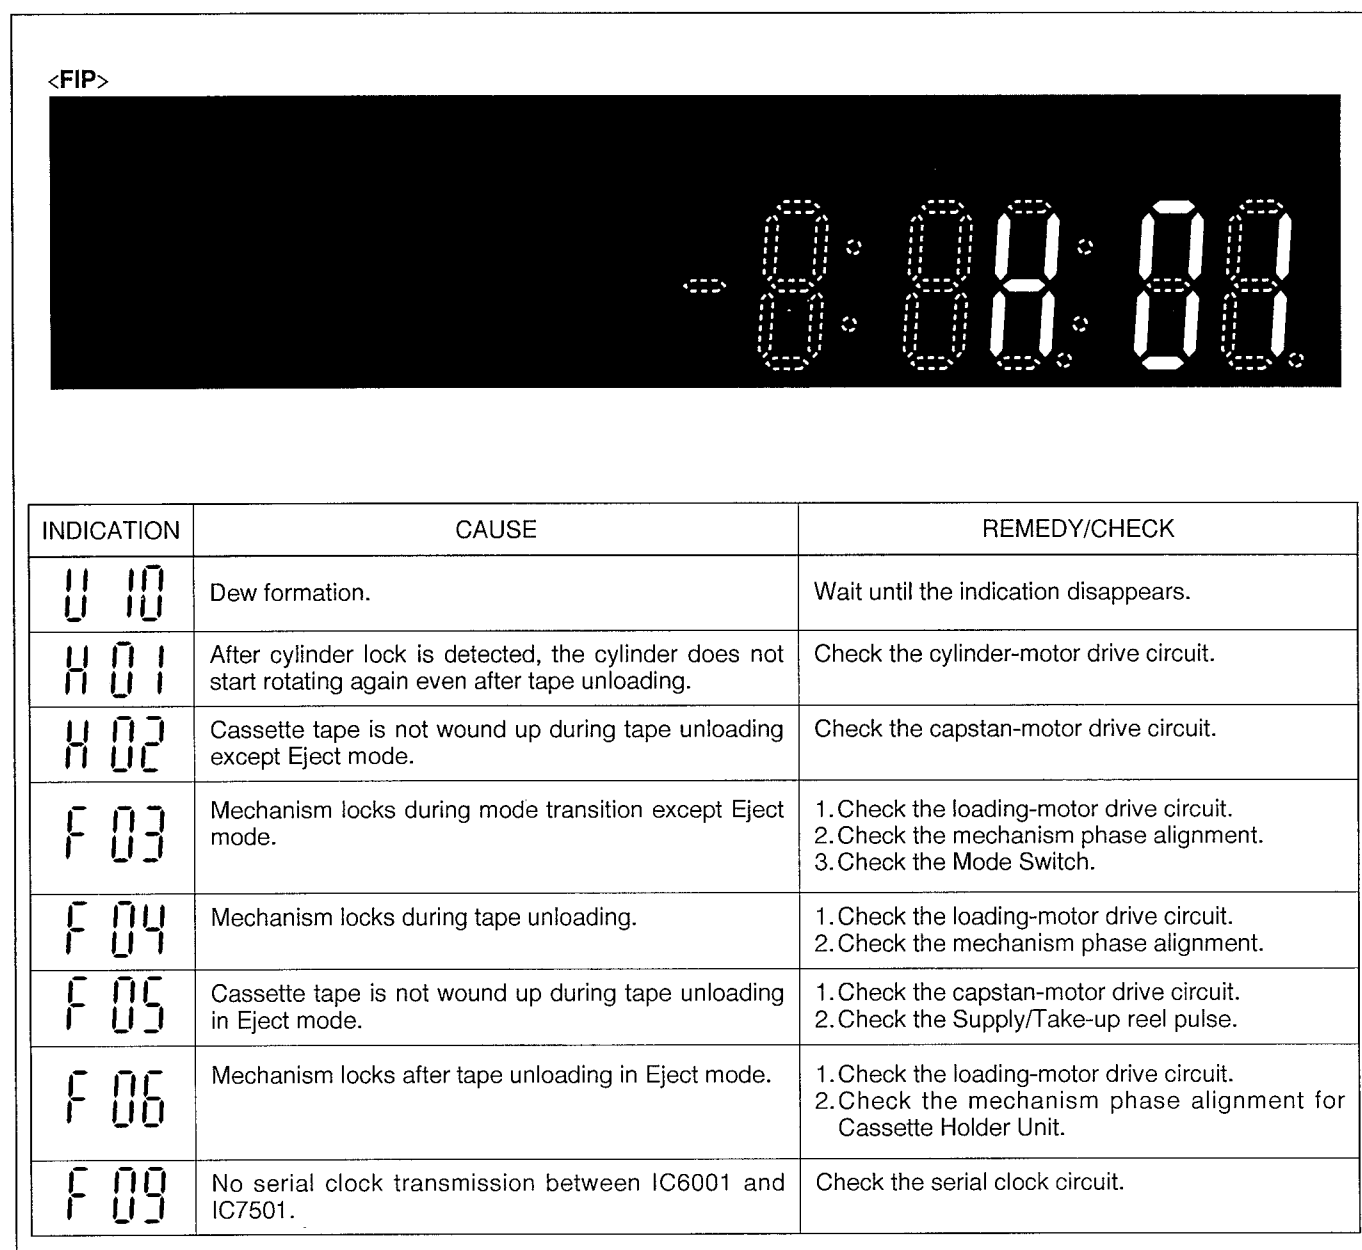 <FIP>
H 01
INDICATION CAUSE REMEDY/CHECK
U 10 Dew formation. Wait until the indication disappears.
H 01 After cylinder lock is detected, the cylinder does not Check the cylinder-motor drive circuit.
start rotating again even after tape unloading.
H 02 Cassette tape is not wound up during tape unloading Check the capstan-motor drive circuit.
except Eject mode.
F 03 Mechanism locks during mode transition except Eject 1.Check the loading-motor drive circuit.
mode. 2.Check the mechanism phase alignment.
3.Check the Mode Switch.
F 04 Mechanism locks during tape unloading. 1.Check the loading-motor drive circuit.
2.Check the mechanism phase alignment.
F 05 Cassette tape is not wound up during tape unloading 1.Check the capstan-motor drive circuit.
in Eject mode. 2.Check the Supply/Take-up reel pulse.
F 06 Mechanism locks after tape unloading in Eject mode. 1.Check the loading-motor drive circuit.
2.Check the mechanism phase alignment for
Cassette Holder Unit.
F 09 No serial clock transmission between IC6001 and Check the serial clock circuit.
IC7501.